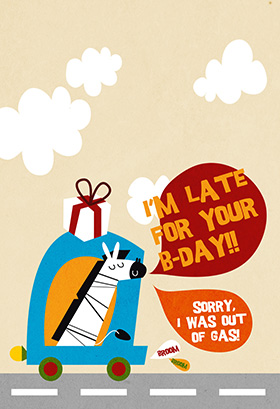 I'M LATE
FOR YOUR
B-DAY!!
SORRY,
I WAS OUT
OF GAS!
BROOM
BROOM